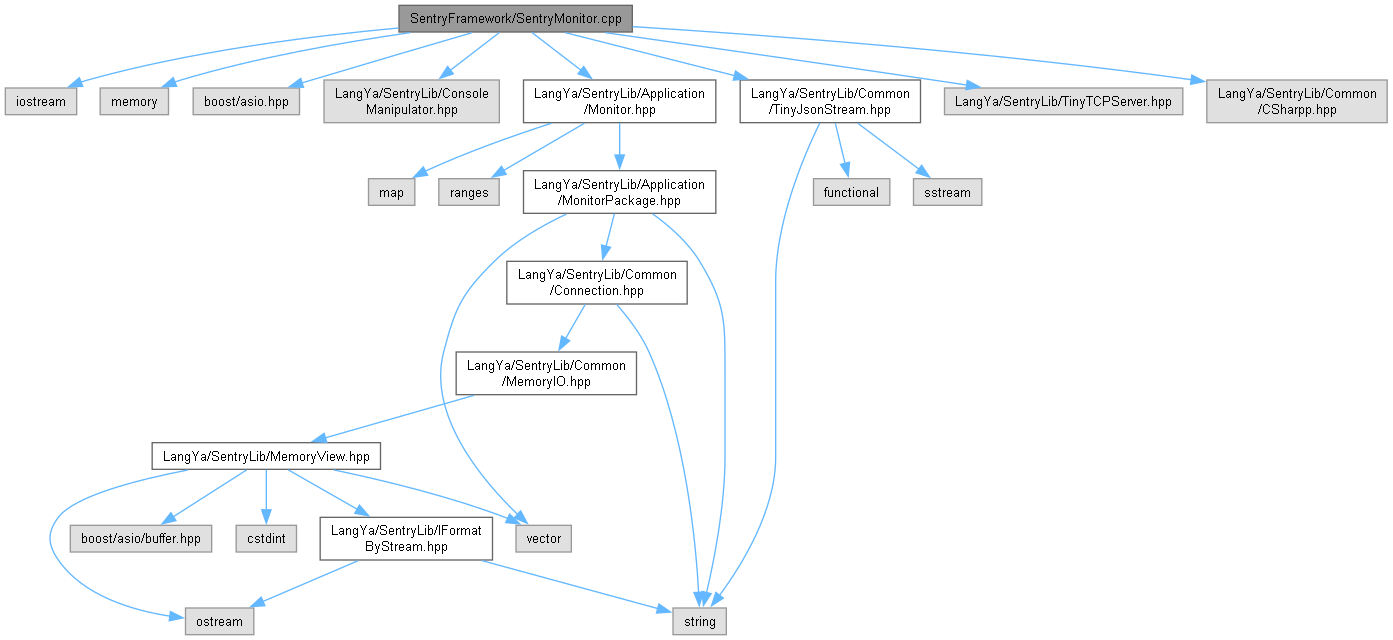 SentryFramework/SentryMonitor.cpp
iostream
memory
boost/asio.hpp
LangYa/SentryLib/Console
Manipulator.hpp
LangYa/SentryLib/Application
/Monitor.hpp
LangYa/SentryLib/Common
/TinyJsonStream.hpp
LangYa/SentryLib/TinyTCPServer.hpp
LangYa/SentryLib/Common
/CSharpp.hpp
map
ranges
LangYa/SentryLib/Application
/MonitorPackage.hpp
functional
sstream
LangYa/SentryLib/Common
/Connection.hpp
LangYa/SentryLib/Common
/MemoryIO.hpp
LangYa/SentryLib/MemoryView.hpp
boost/asio/buffer.hpp
cstdint
LangYa/SentryLib/IFormat
ByStream.hpp
vector
ostream
string